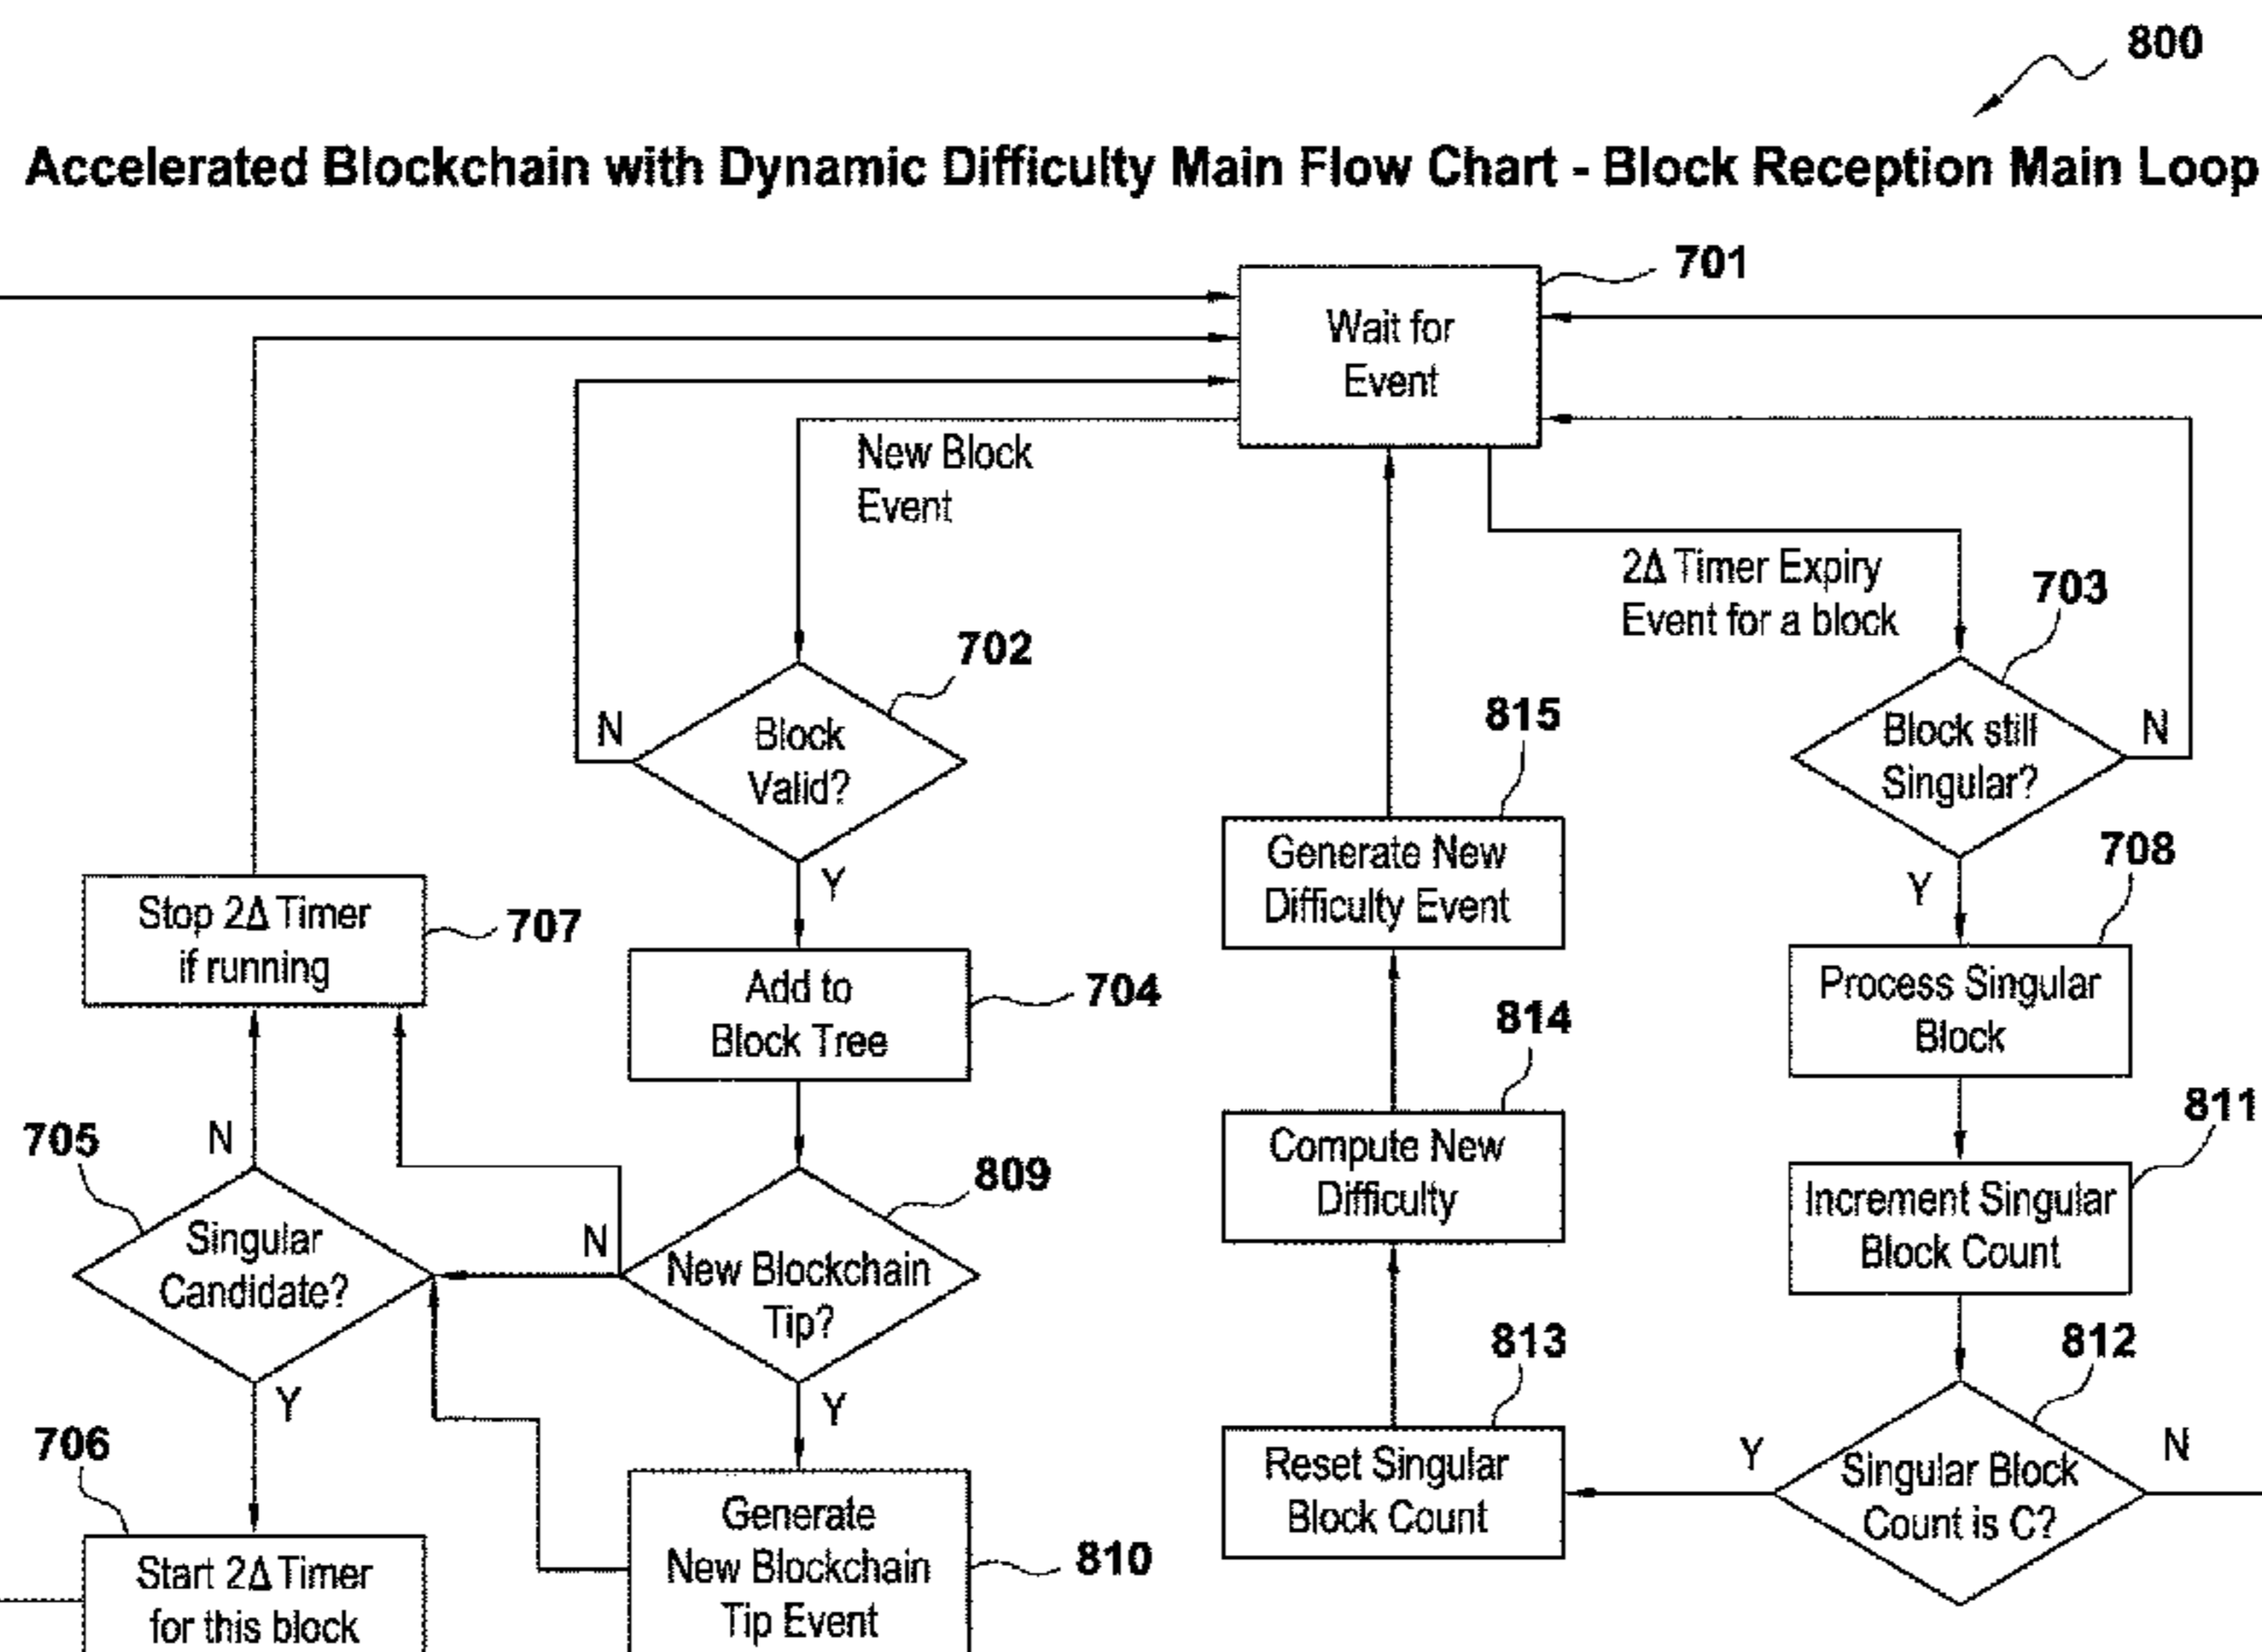 800
Accelerated Blockchain with Dynamic Difficulty Main Flow Chart - Block Reception Main Loop
701
Wait for
Event
New Block
Event
2Δ Timer Expiry
Event for a block
703
702
Block
Valid?
N
Y
Block still
Singular?
N
Y
815
Generate New
Difficulty Event
708
Process Singular
Block
Stop 2Δ Timer
if running
707
Add to
Block Tree
704
814
Compute New
Difficulty
811
Increment Singular
Block Count
705
N
Singular
Candidate?
Y
809
N
New Blockchain
Tip?
Y
813
Reset Singular
Block Count
812
Y
Singular Block
Count is C?
N
706
Start 2Δ Timer
for this block
Generate
New Blockchain
Tip Event
810